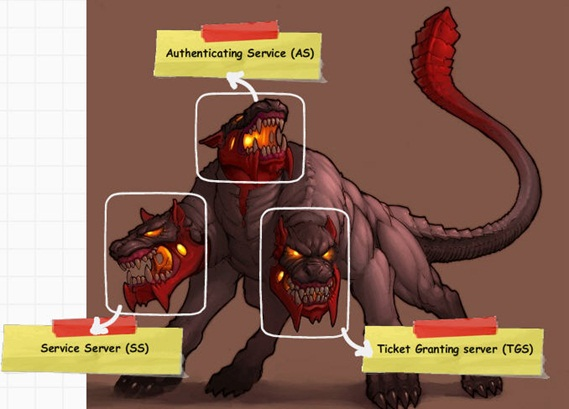 Authenticating Service (AS)
Service Server (SS)
Ticket Granting server (TGS)